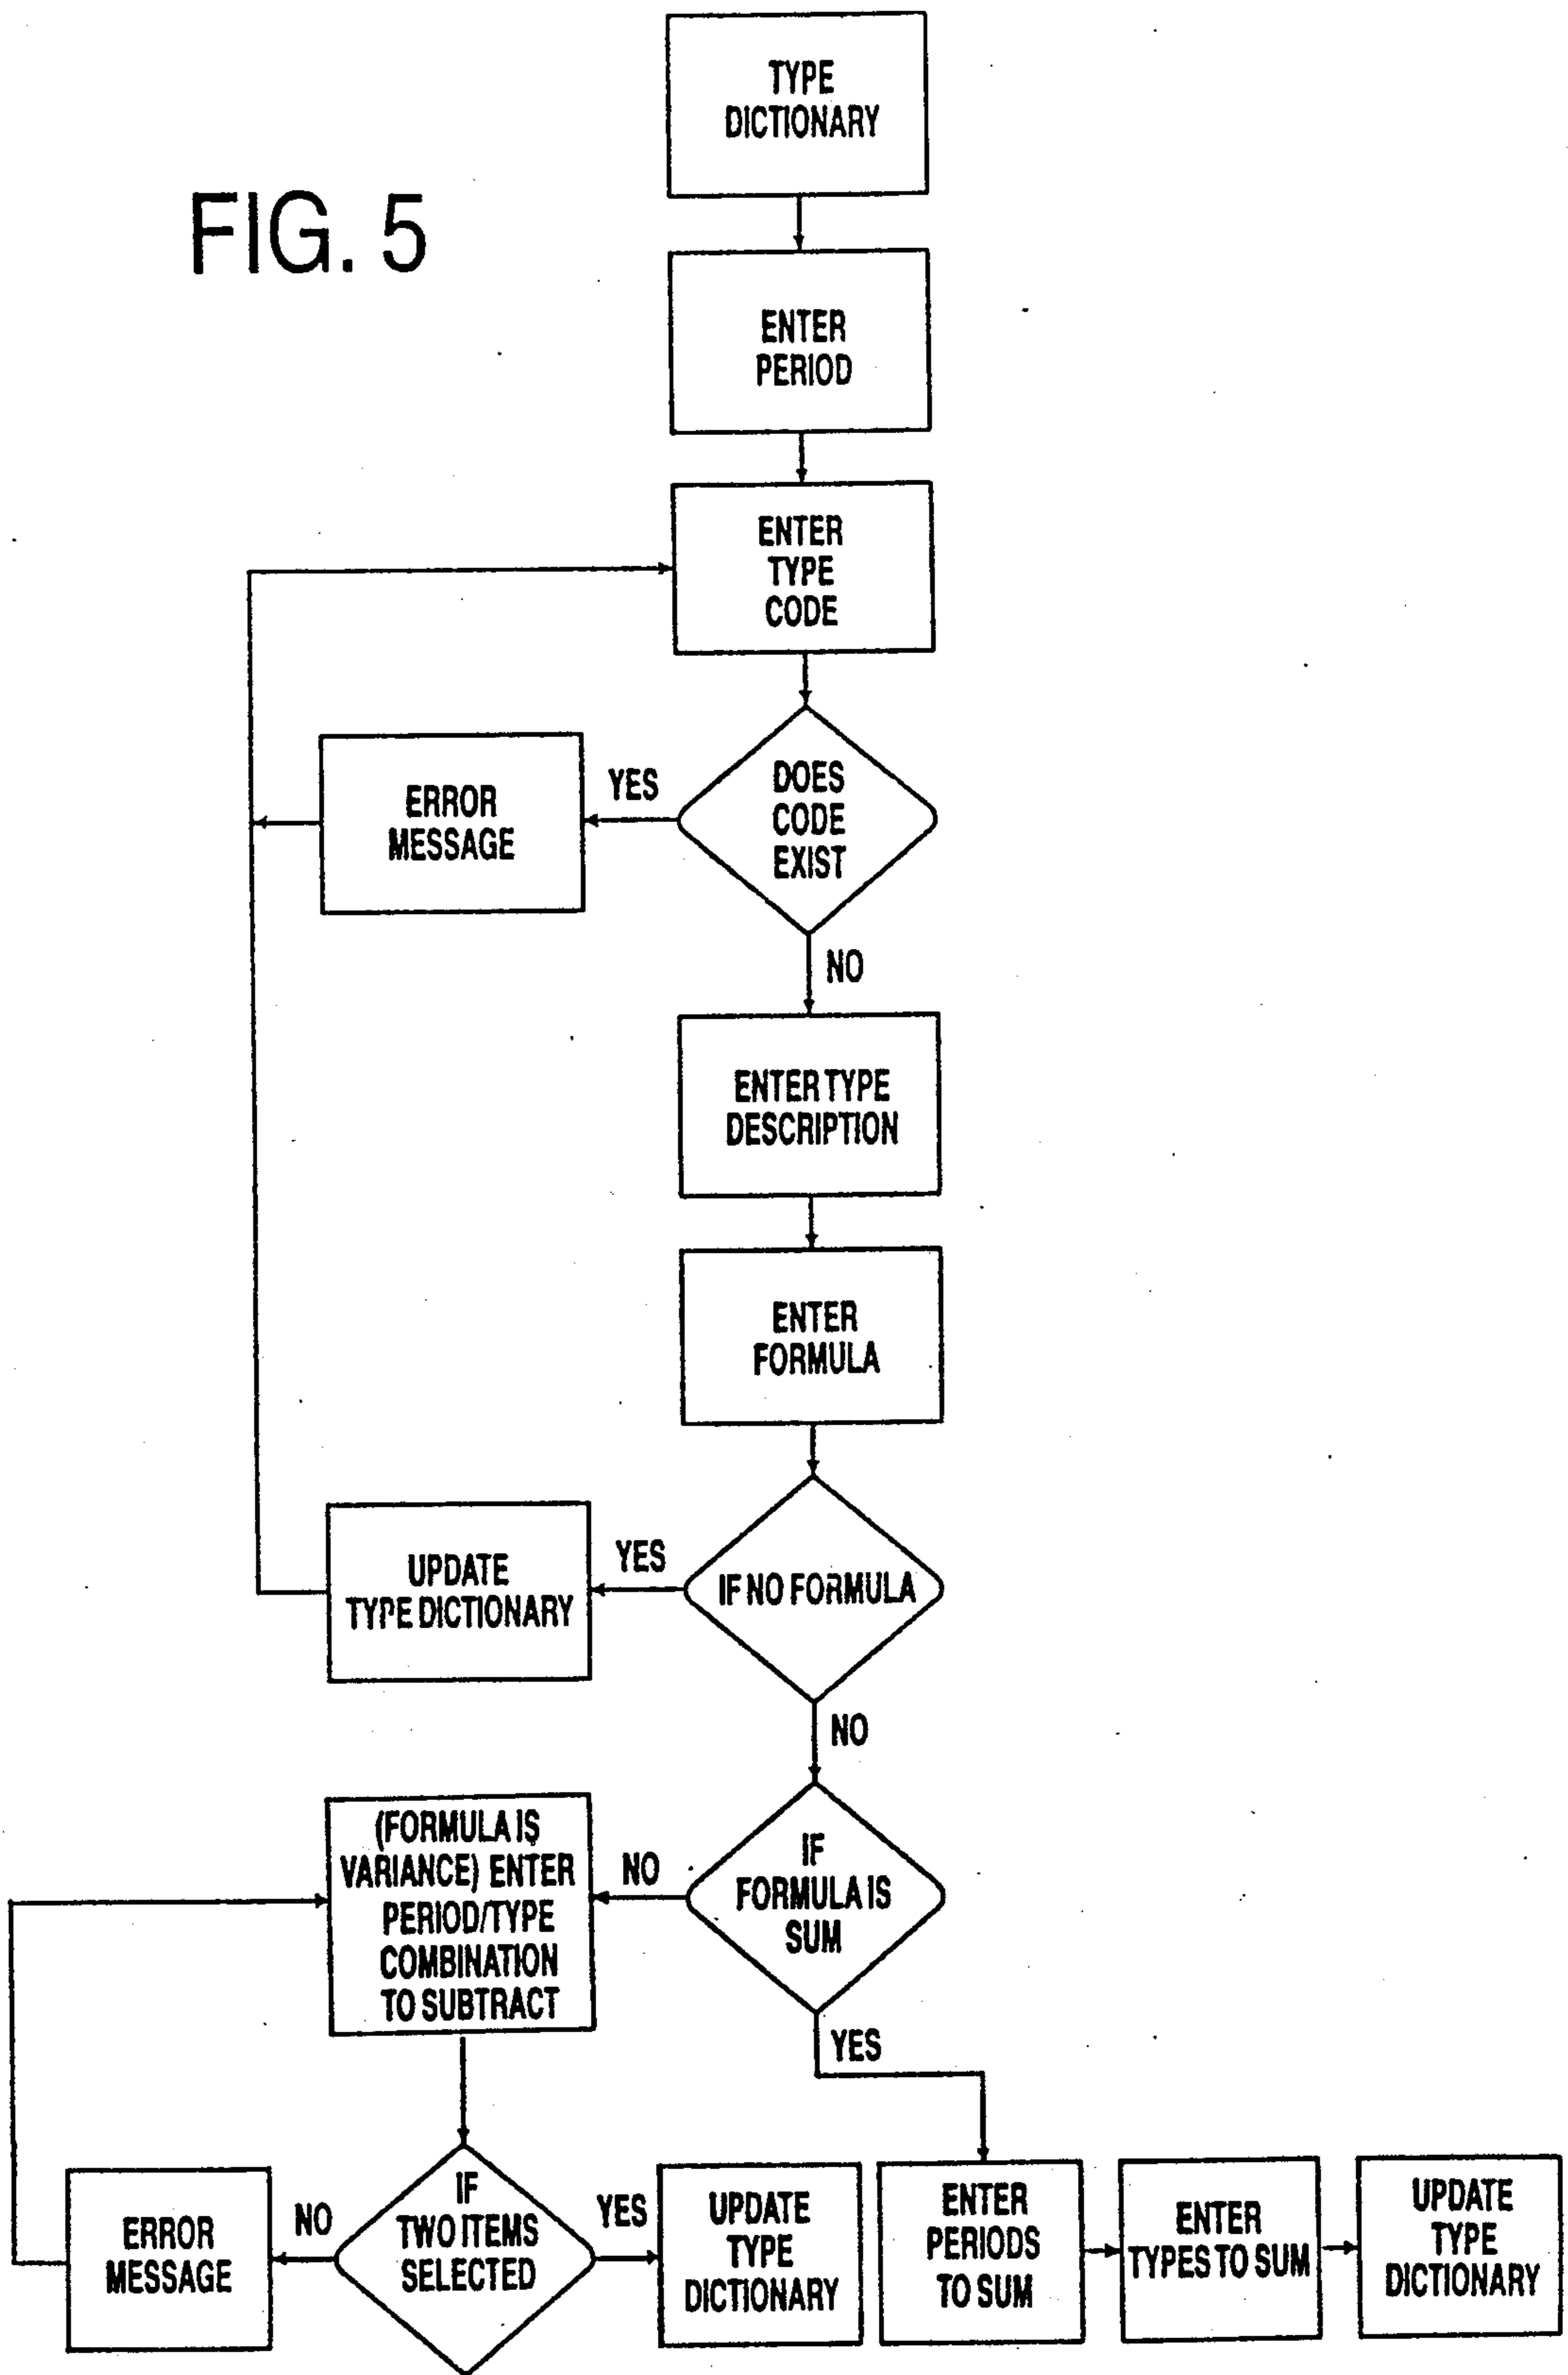 FIG. 5
TYPE
DICTIONARY
ENTER
PERIOD
ENTER
TYPE
CODE
DOES
CODE
EXIST
YES
ERROR
MESSAGE
NO
ENTER TYPE
DESCRIPTION
ENTER
FORMULA
IF NO FORMULA
YES
UPDATE
TYPE DICTIONARY
NO
IF
FORMULA IS
SUM
NO
(FORMULA IS
VARIANCE) ENTER
PERIOD/TYPE
COMBINATION
TO SUBTRACT
YES
IF
TWO ITEMS
SELECTED
NO
ERROR
MESSAGE
YES
UPDATE
TYPE
DICTIONARY
ENTER
PERIODS
TO SUM
ENTER
TYPES TO SUM
UPDATE
TYPE
DICTIONARY